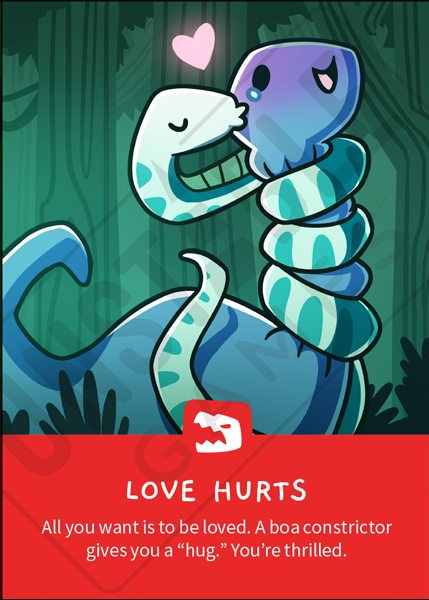 LOVE HURTS
All you want is to be loved. A boa constrictor
gives you a “hug.” You’re thrilled.